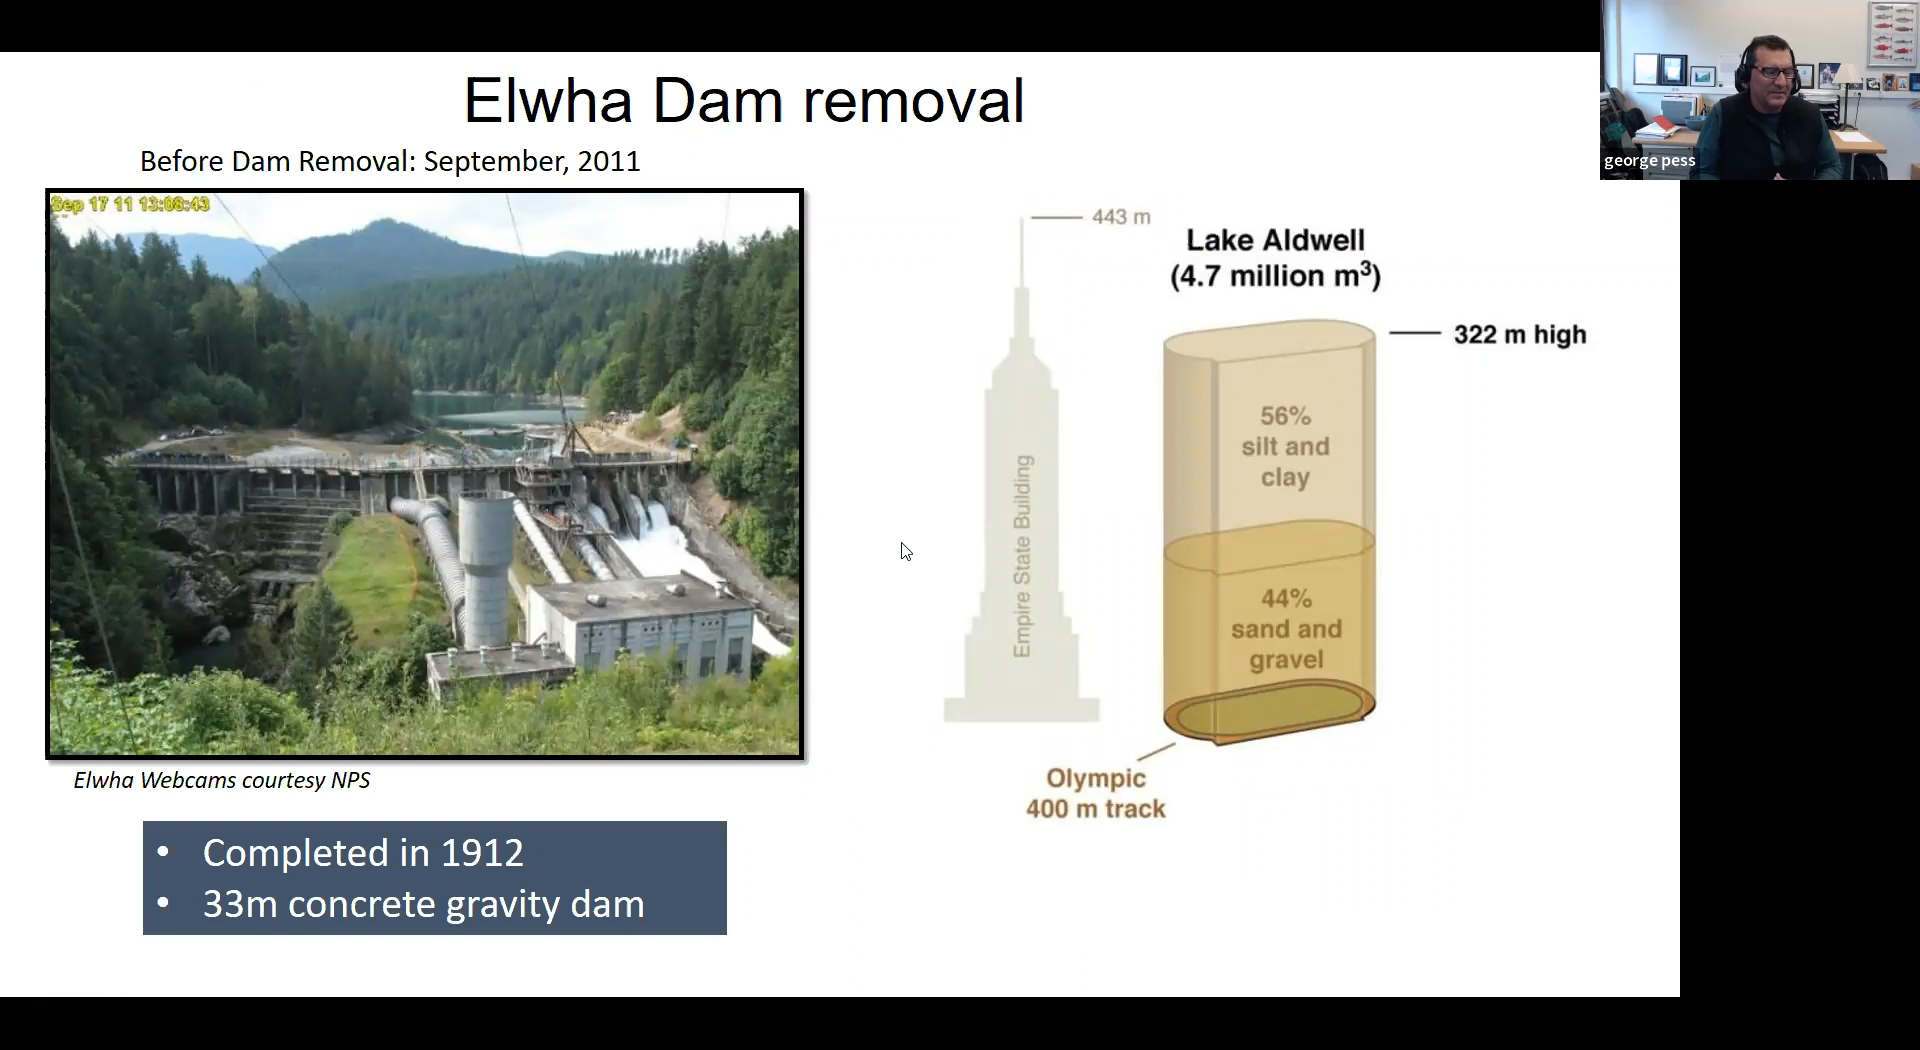 Elwha Dam removal
Before Dam Removal: September, 2011
Sep 17 11 13:08:43
443 m
Lake Aldwell
(4.7 million m³)
322 m high
56%
silt and
clay
Empire State Building
44%
sand and
gravel
Olympic
400 m track
Elwha Webcams courtesy NPS
• Completed in 1912
• 33m concrete gravity dam
george pess